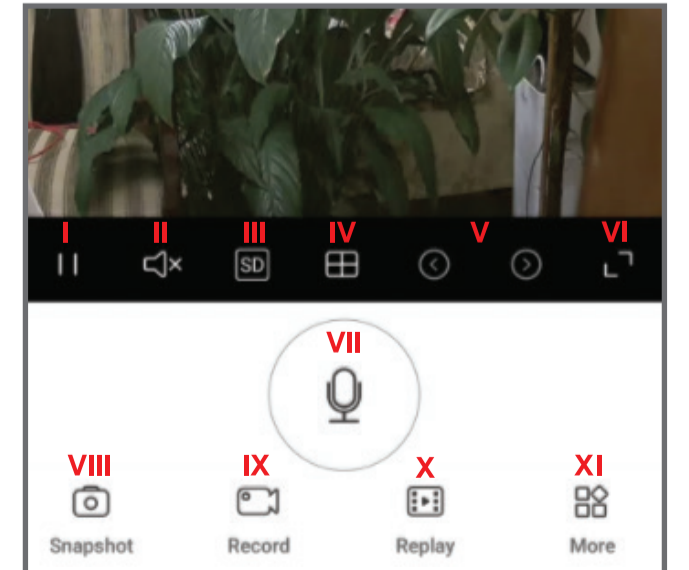 I II III IV V VI
SD
VII
VIII IX X XI
Snapshot Record Replay More